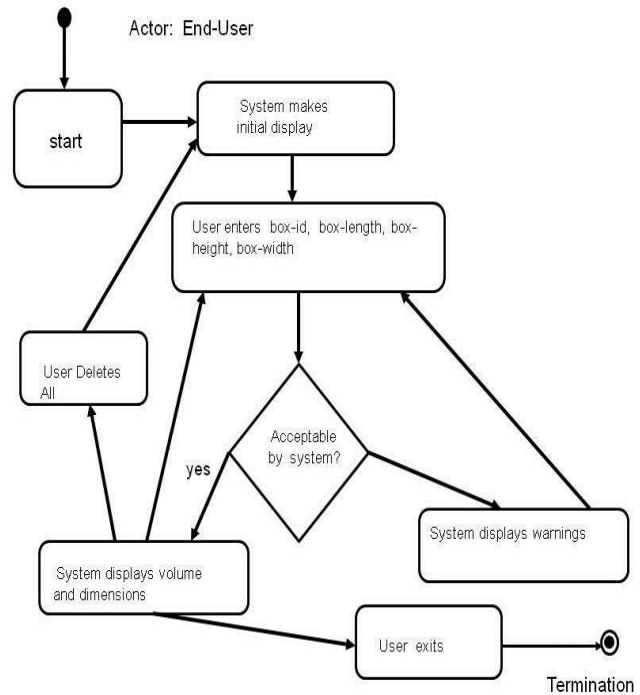 Actor: End-User
start
System makes
initial display
User enters box-id, box-length, box-
height, box-width
User Deletes
All
Acceptable
by system?
yes
System displays warnings
System displays volume
and dimensions
User exits
Termination